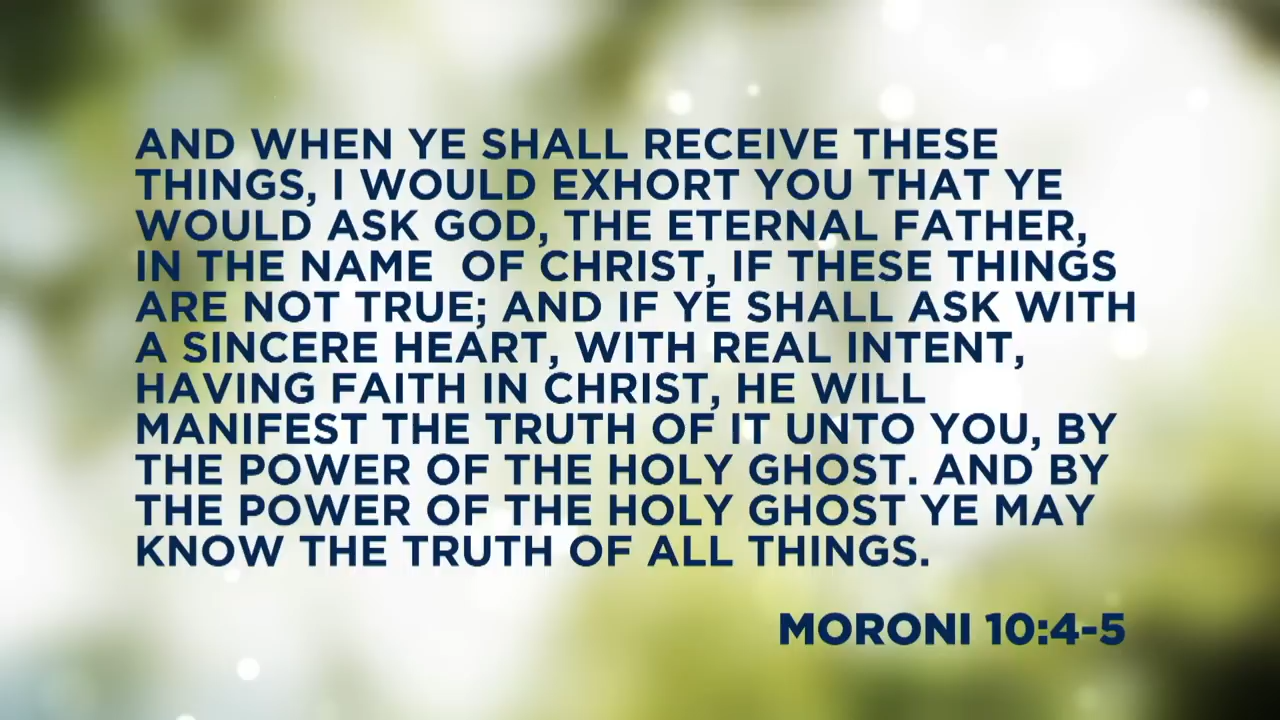 AND WHEN YE SHALL RECEIVE THESE
THINGS, I WOULD EXHORT YOU THAT YE
WOULD ASK GOD, THE ETERNAL FATHER,
IN THE NAME  OF CHRIST, IF THESE THINGS
ARE NOT TRUE; AND IF YE SHALL ASK WITH
A SINCERE HEART, WITH REAL INTENT,
HAVING FAITH IN CHRIST, HE WILL
MANIFEST THE TRUTH OF IT UNTO YOU, BY
THE POWER OF THE HOLY GHOST. AND BY
THE POWER OF THE HOLY GHOST YE MAY
KNOW THE TRUTH OF ALL THINGS.
MORONI 10:4-5